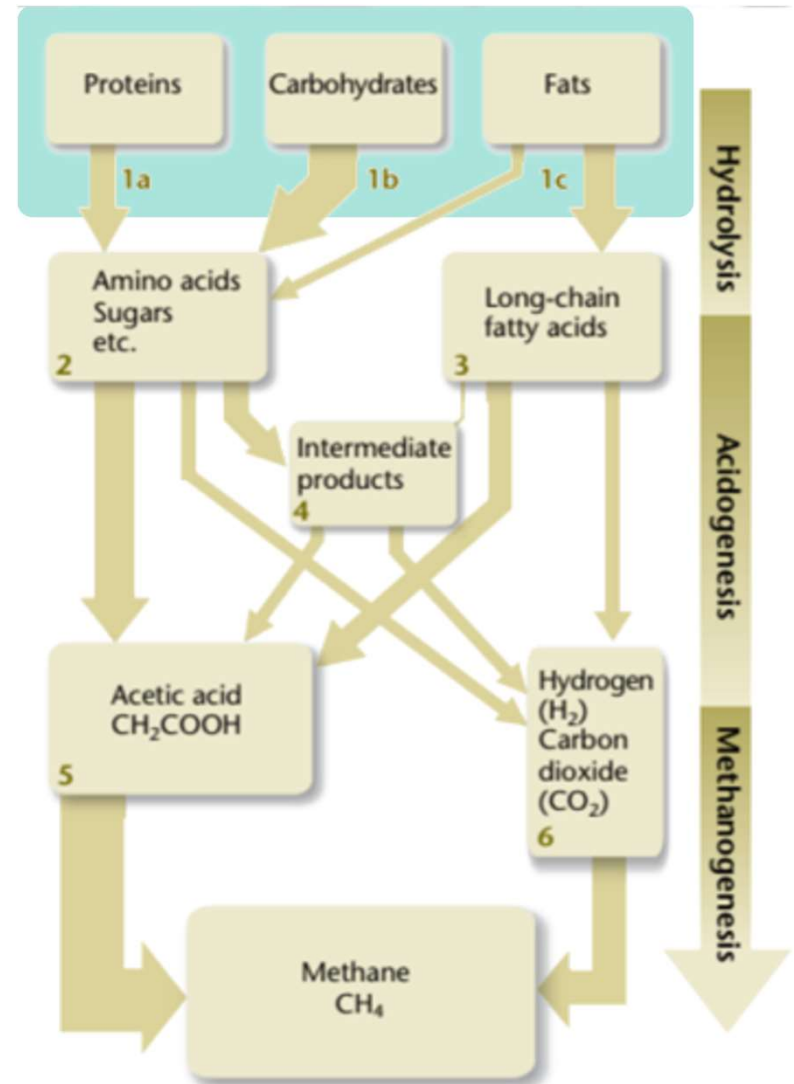 Proteins
Carbohydrates
Fats
1a
1b
1c
Hydrolysis
Amino acids
Sugars
etc.
2
Long-chain
fatty acids
3
Intermediate
products
4
Acidogenesis
Acetic acid
CH₂COOH
5
Hydrogen
(H₂)
Carbon
dioxide
(CO₂)
6
Methanogenesis
Methane
CH₄